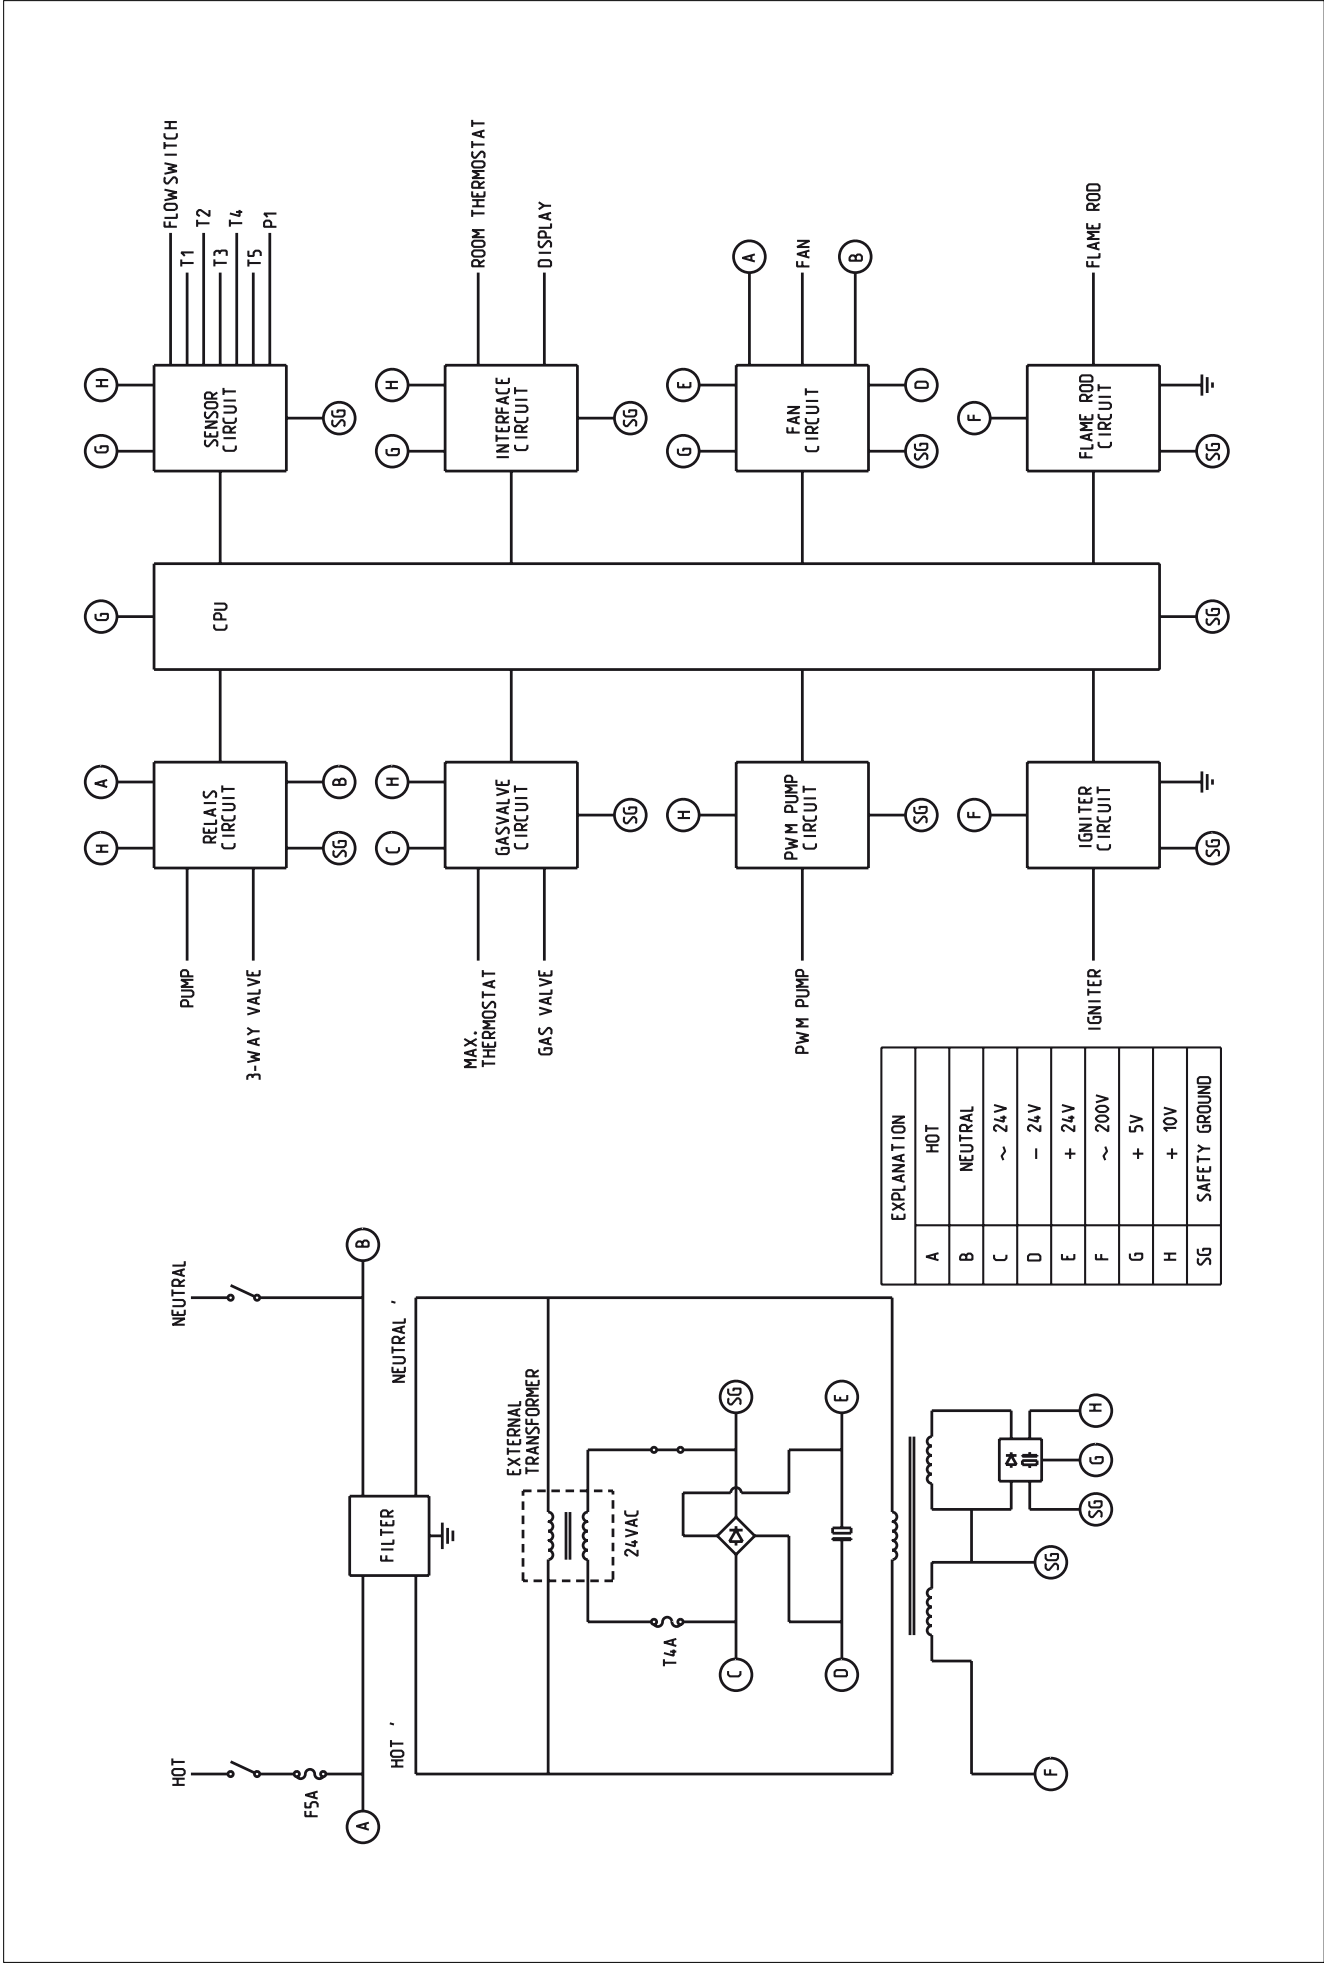 HOT
NEUTRAL
F5A
A
B
HOT '
FILTER
NEUTRAL '
EXTERNAL
TRANSFORMER
24VAC
T4A
C
SG
D
E
F
SG
SG
G
H
EXPLANATION
A HOT
B NEUTRAL
C ~ 24V
D - 24V
E + 24V
F ~ 200V
G + 5V
H + 10V
SG SAFETY GROUND
H
A
G
G
H
PUMP
3-WAY VALVE
RELAIS
CIRCUIT
CPU
SENSOR
CIRCUIT
FLOWSWITCH
T1
T2
T3
T4
T5
P1
SG
B
SG
C
H
G
H
MAX.
THERMOSTAT
GAS VALVE
GASVALVE
CIRCUIT
INTERFACE
CIRCUIT
ROOM THERMOSTAT
DISPLAY
SG
SG
H
G
E
PWM PUMP
PWM PUMP
CIRCUIT
FAN
CIRCUIT
A
FAN
B
SG
SG
D
F
F
IGNITER
IGNITER
CIRCUIT
FLAME ROD
CIRCUIT
FLAME ROD
SG
SG
SG